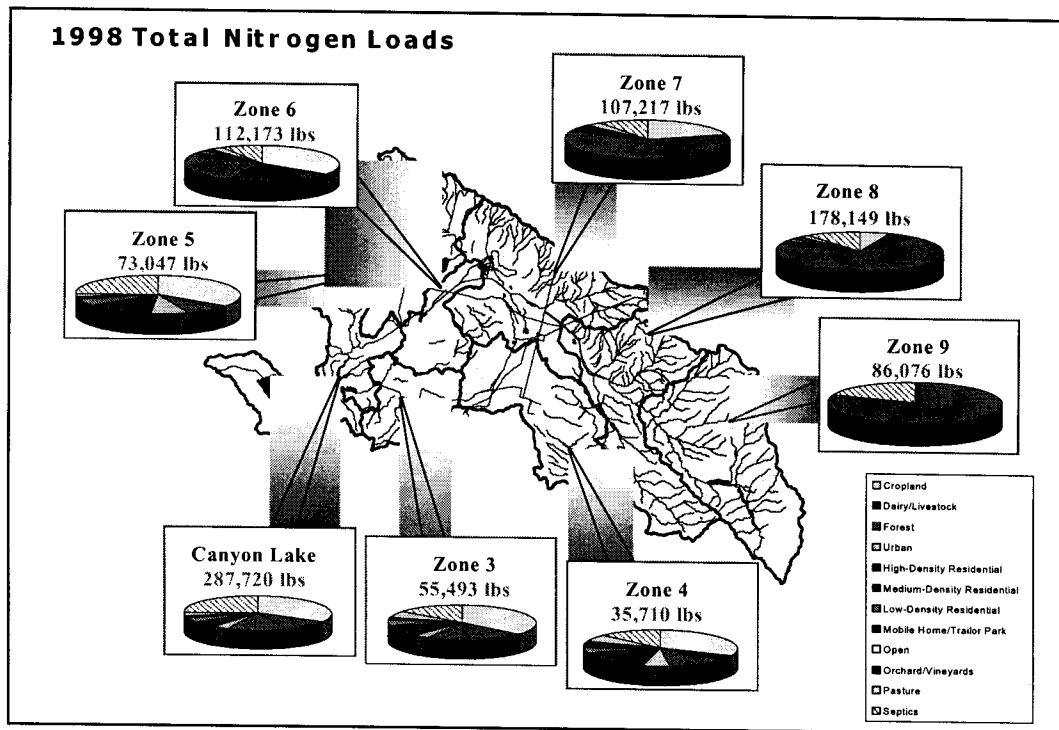 1998 Total Nitrogen Loads
Zone 6
112,173 lbs
Zone 7
107,217 lbs
Zone 5
73,047 lbs
Zone 8
178,149 lbs
Zone 9
86,076 lbs
Canyon Lake
287,720 lbs
Zone 3
55,493 lbs
Zone 4
35,710 lbs
Cropland
Dairy/Livestock
Forest
Urban
High-Density Residential
Medium-Density Residential
Low-Density Residential
Mobile Home/Trailor Park
Open
Orchard/Vineyards
Pasture
Septics